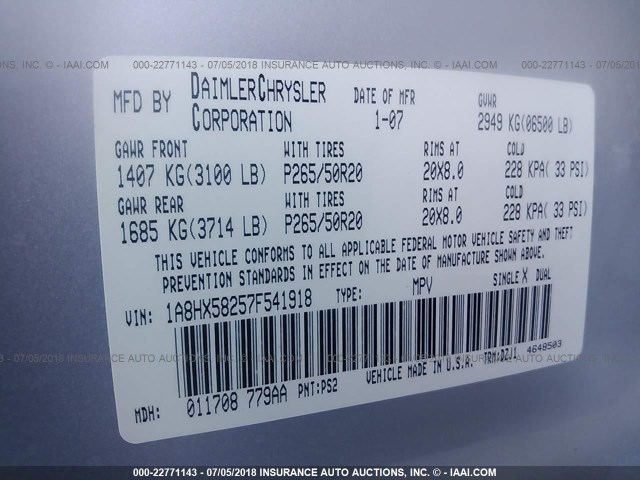 000-22771143 - 07/05/2018 INSURANCE AUTO AUCTIONS, INC. - © - IAAI.COM
MFD BY DAIMLERCHRYSLER CORPORATION DATE OF MFR 1-07 GVWR 2949 KG(06500 LB)
GAWR FRONT WITH TIRES RIMS AT COLD
1407 KG(3100 LB) P265/50R20 20X8.0 228 KPA( 33 PSI)
GAWR REAR WITH TIRES RIMS AT COLD
1685 KG(3714 LB) P265/50R20 20X8.0 228 KPA( 33 PSI)
THIS VEHICLE CONFORMS TO ALL APPLICABLE FEDERAL MOTOR VEHICLE SAFETY AND THEFT
PREVENTION STANDARDS IN EFFECT ON THE DATE OF MANUFACTURE SHOWN ABOVE.
VIN: 1A8HX58257F541918 TYPE: MPV SINGLE X DUAL
4648503
MDH: 011708 779AA PNT:PS2 VEHICLE MADE IN U.S.A. TRM:DZJ1
000-22771143 - 07/05/2018 INSURANCE AUTO AUCTIONS, INC. - © - IAAI.COM